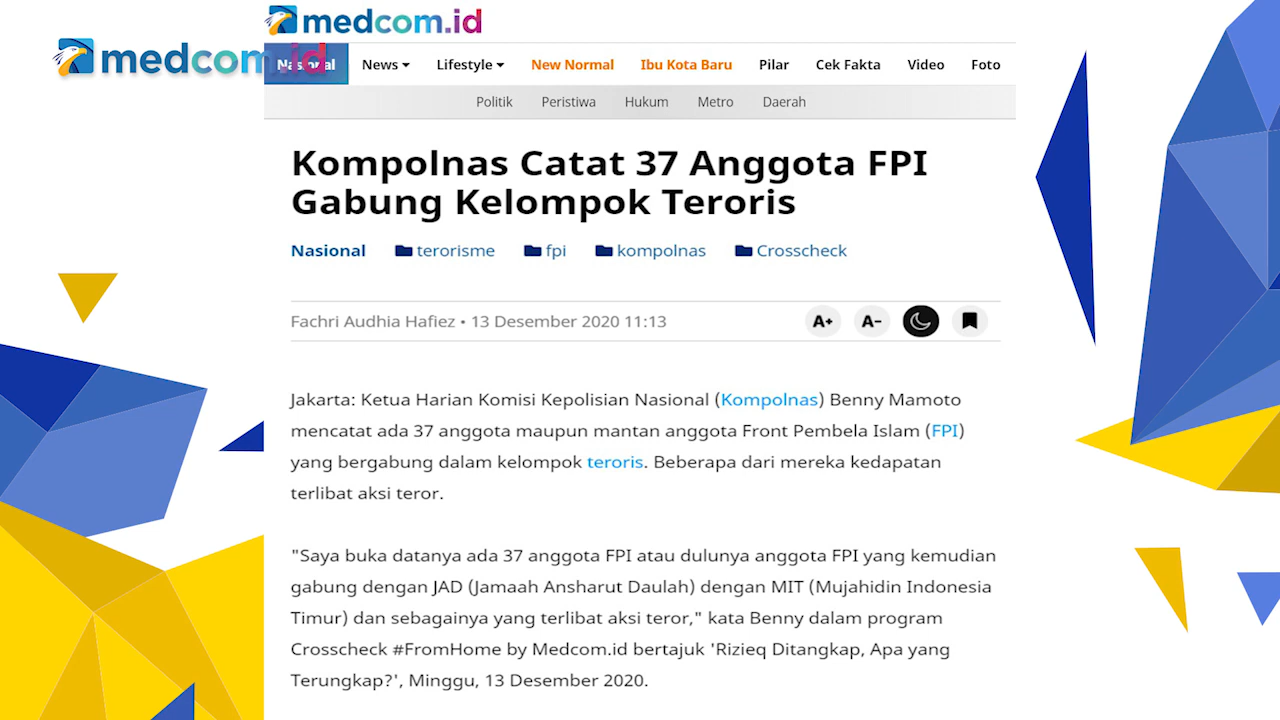 medcom.id
medcom.id
Nasional News Lifestyle New Normal Ibu Kota Baru Pilar Cek Fakta Video Foto
Politik Peristiwa Hukum Metro Daerah
Kompolnas Catat 37 Anggota FPI
Gabung Kelompok Teroris
Nasional terorisme fpi kompolnas Crosscheck
Fachri Audhia Hafiez • 13 Desember 2020 11:13 A+ A-
Jakarta: Ketua Harian Komisi Kepolisian Nasional (Kompolnas) Benny Mamoto
mencatat ada 37 anggota maupun mantan anggota Front Pembela Islam (FPI)
yang bergabung dalam kelompok teroris. Beberapa dari mereka kedapatan
terlibat aksi teror.
"Saya buka datanya ada 37 anggota FPI atau dulunya anggota FPI yang kemudian
gabung dengan JAD (Jamaah Ansharut Daulah) dengan MIT (Mujahidin Indonesia
Timur) dan sebagainya yang terlibat aksi teror," kata Benny dalam program
Crosscheck #FromHome by Medcom.id bertajuk 'Rizieq Ditangkap, Apa yang
Terungkap?', Minggu, 13 Desember 2020.